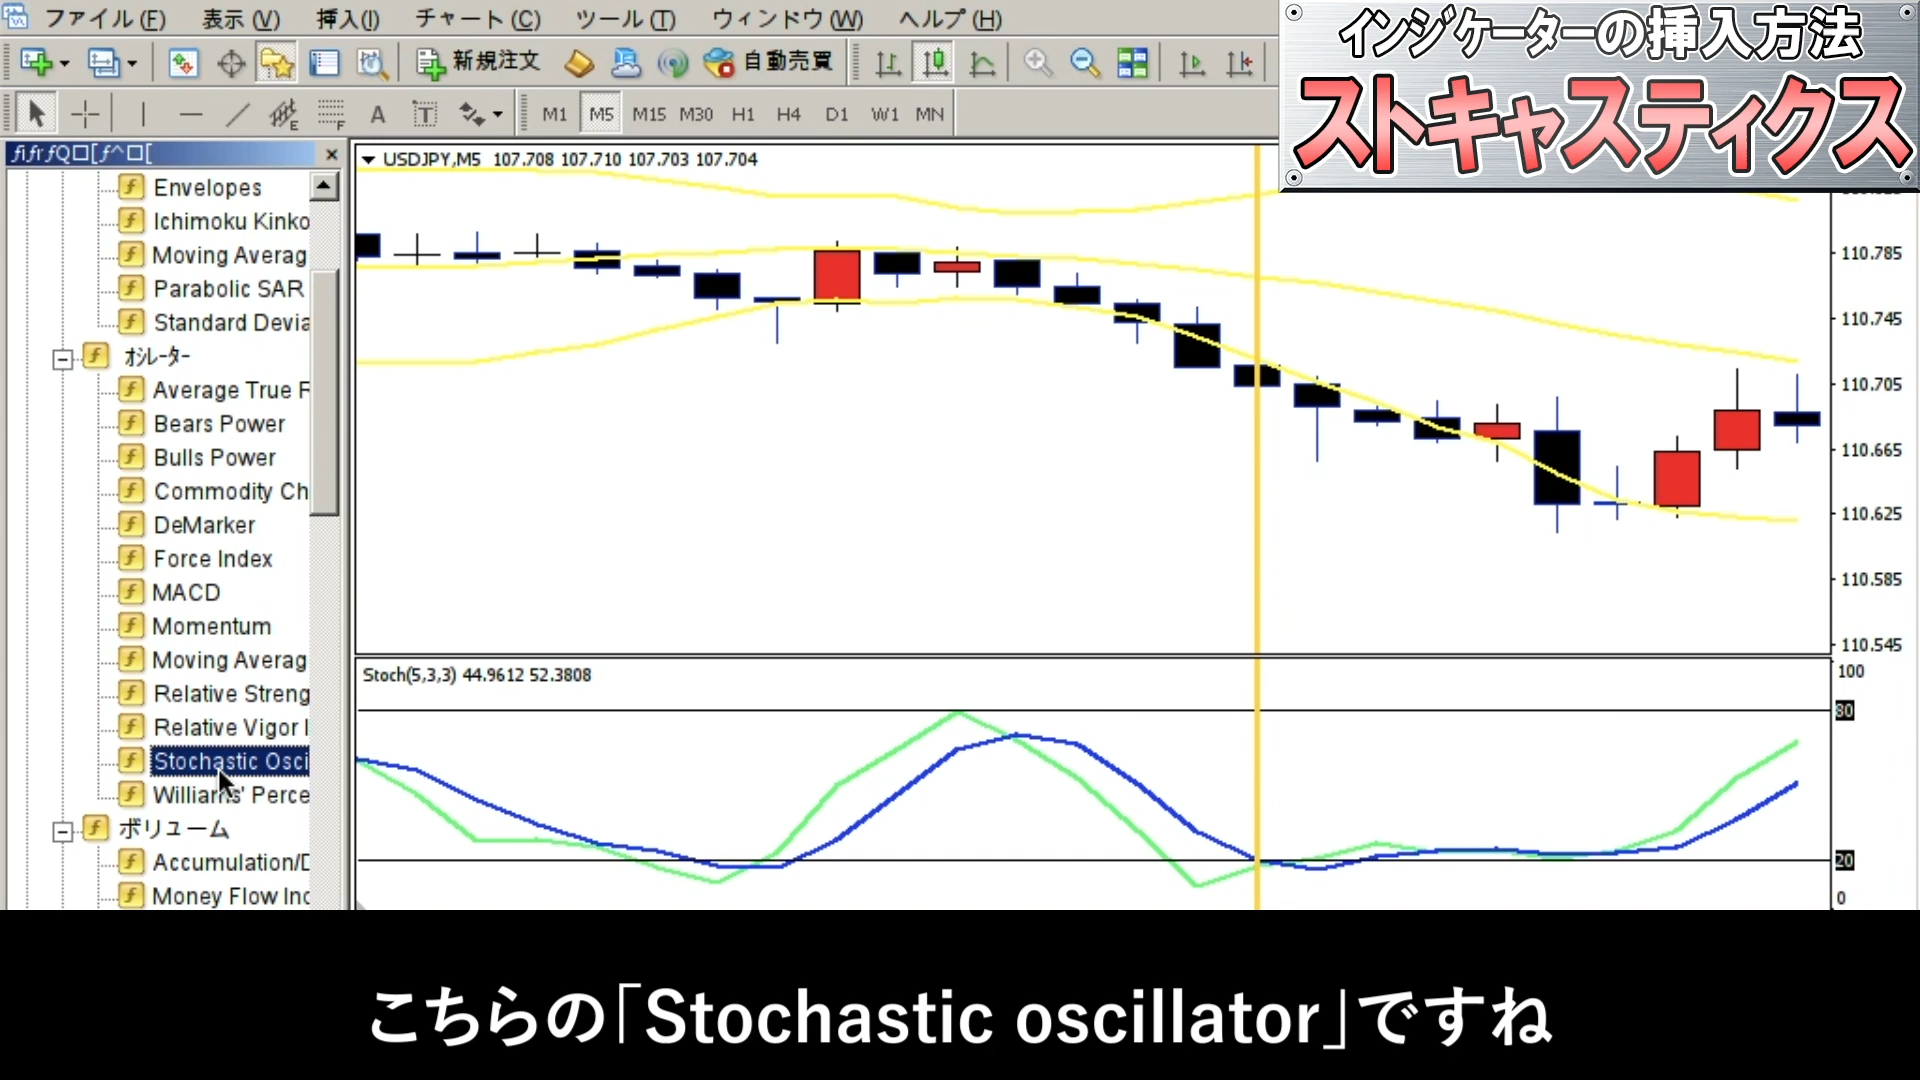 ファイル (F) 表示 (V) 挿入(I) チャート (C) ツール (T) ウィンドウ (W) ヘルプ (H)
インジケーターの挿入方法
ストキャスティクス
新規注文 自動売買
A T E F
M1 M5 M15 M30 H1 H4 D1 W1 MN
USDJPY,M5 107.708 107.710 107.703 107.704
Envelopes
Ichimoku Kinko
Moving Averag
Parabolic SAR
Standard Devia
オシレーター
Average True R
Bears Power
Bulls Power
Commodity Ch
DeMarker
Force Index
MACD
Momentum
Moving Averag
Relative Streng
Relative Vigor I
Stochastic Osci
Williams' Perce
ボリューム
Accumulation/D
Money Flow Ind
110.785
110.745
110.705
110.665
110.625
110.585
110.545
Stoch(5,3,3) 44.9612 52.3808
100
80
20
0
こちらの「Stochastic oscillator」ですね